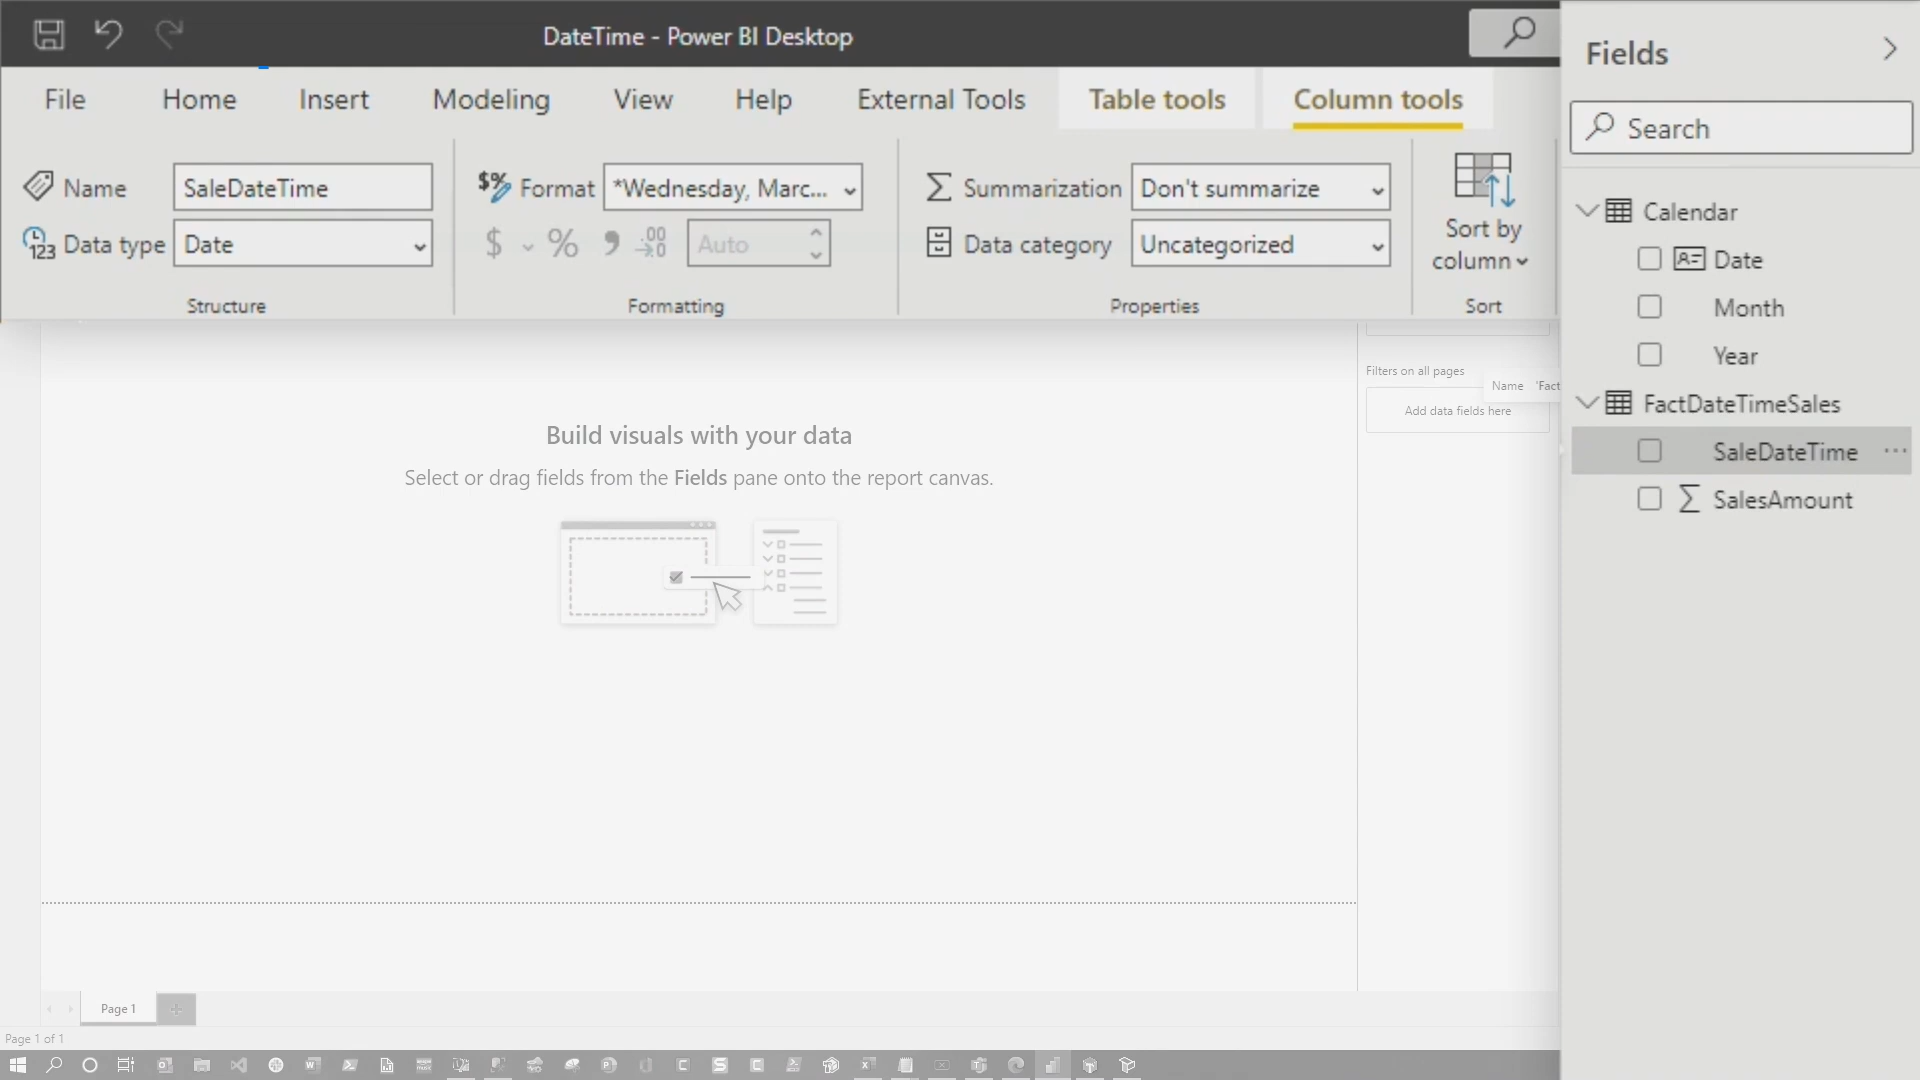 DateTime - Power BI Desktop
File Home Insert Modeling View Help External Tools Table tools Column tools
Name SaleDateTime
Data type Date
Structure
Format *Wednesday, Marc...
$ % Auto
Formatting
Summarization Don't summarize
Data category Uncategorized
Properties
Sort by
column
Sort
Filters on all pages
Name 'Fact
Add data fields here
Build visuals with your data
Select or drag fields from the Fields pane onto the report canvas.
Page 1
Page 1 of 1
Fields
Search
Calendar
Date
Month
Year
FactDateTimeSales
SaleDateTime
SalesAmount